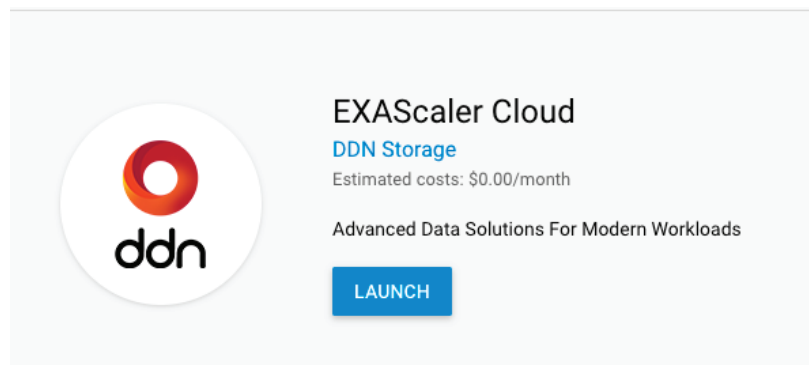 ddn
EXAScaler Cloud
DDN Storage
Estimated costs: $0.00/month
Advanced Data Solutions For Modern Workloads
LAUNCH